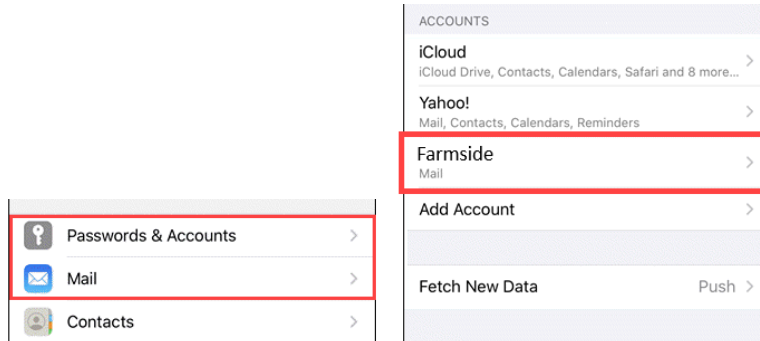 Passwords & Accounts
Mail
Contacts
ACCOUNTS
iCloud
iCloud Drive, Contacts, Calendars, Safari and 8 more...
Yahoo!
Mail, Contacts, Calendars, Reminders
Farmside
Mail
Add Account
Fetch New Data Push